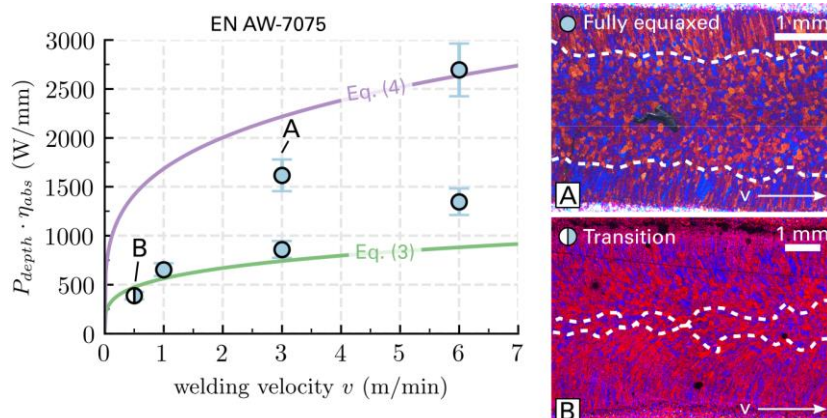 EN AW-7075
3000
2500
2000
1500
1000
500
0
P_depth · η_abs (W/mm)
0 1 2 3 4 5 6 7
welding velocity v (m/min)
Eq. (4)
Eq. (3)
A
B
Fully equiaxed
1 mm
A
v
Transition
1 mm
B
v